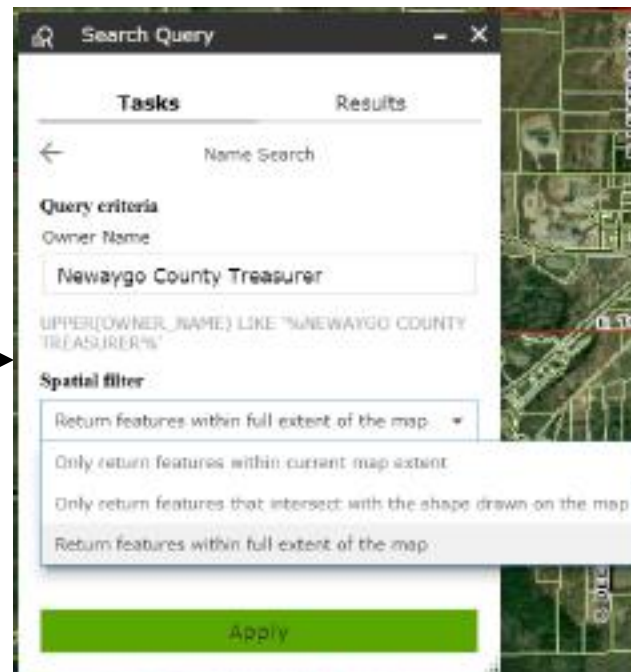 Search Query
Tasks Results
Name Search
Query criteria
Owner Name
Newaygo County Treasurer
UPPER(OWNER_NAME) LIKE '%NEWAYGO COUNTY
TREASURER%'
Spatial filter
Return features within full extent of the map
Only return features within current map extent
Only return features that intersect with the shape drawn on the map
Return features within full extent of the map
Apply